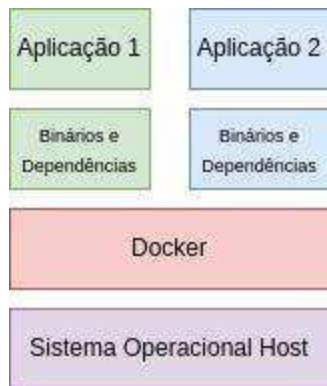 Aplicação 1
Aplicação 2
Binários e
Dependências
Binários e
Dependências
Docker
Sistema Operacional Host